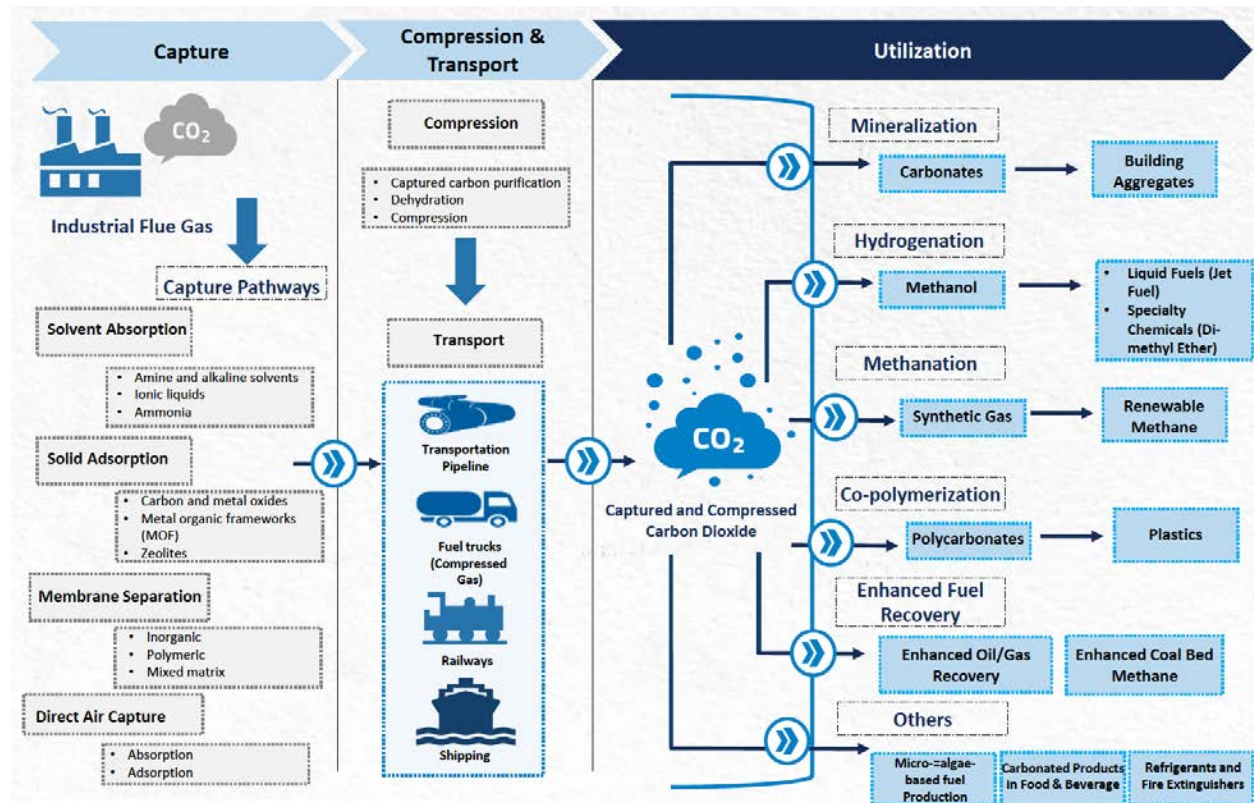 Capture
Compression &
Transport
Utilization
CO2
Industrial Flue Gas
Capture Pathways
Solvent Absorption
• Amine and alkaline solvents
• Ionic liquids
• Ammonia
Solid Adsorption
• Carbon and metal oxides
• Metal organic frameworks
(MOF)
• Zeolites
Membrane Separation
• Inorganic
• Polymeric
• Mixed matrix
Direct Air Capture
• Absorption
• Adsorption
Compression
• Captured carbon purification
• Dehydration
• Compression
Transport
Transportation
Pipeline
Fuel trucks
(Compressed
Gas)
Railways
Shipping
CO2
Captured and Compressed
Carbon Dioxide
Mineralization
Carbonates
Building
Aggregates
Hydrogenation
Methanol
• Liquid Fuels (Jet
Fuel)
• Specialty
Chemicals (Di-
methyl Ether)
Methanation
Synthetic Gas
Renewable
Methane
Co-polymerization
Polycarbonates
Plastics
Enhanced Fuel
Recovery
Enhanced Oil/Gas
Recovery
Enhanced Coal Bed
Methane
Others
Micro-=algae-
based fuel
Production
Carbonated Products
in Food & Beverage
Refrigerants and
Fire Extinguishers